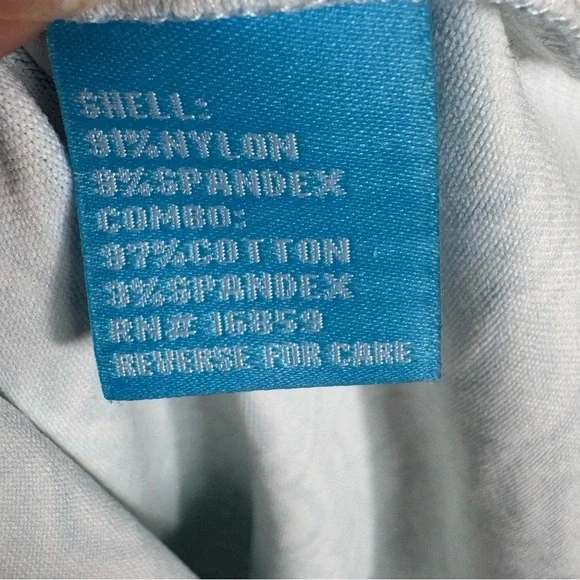 SHELL:
91%NYLON
9%SPANDEX
COMBO:
97%COTTON
3%SPANDEX
RN# 16859
REVERSE FOR CARE